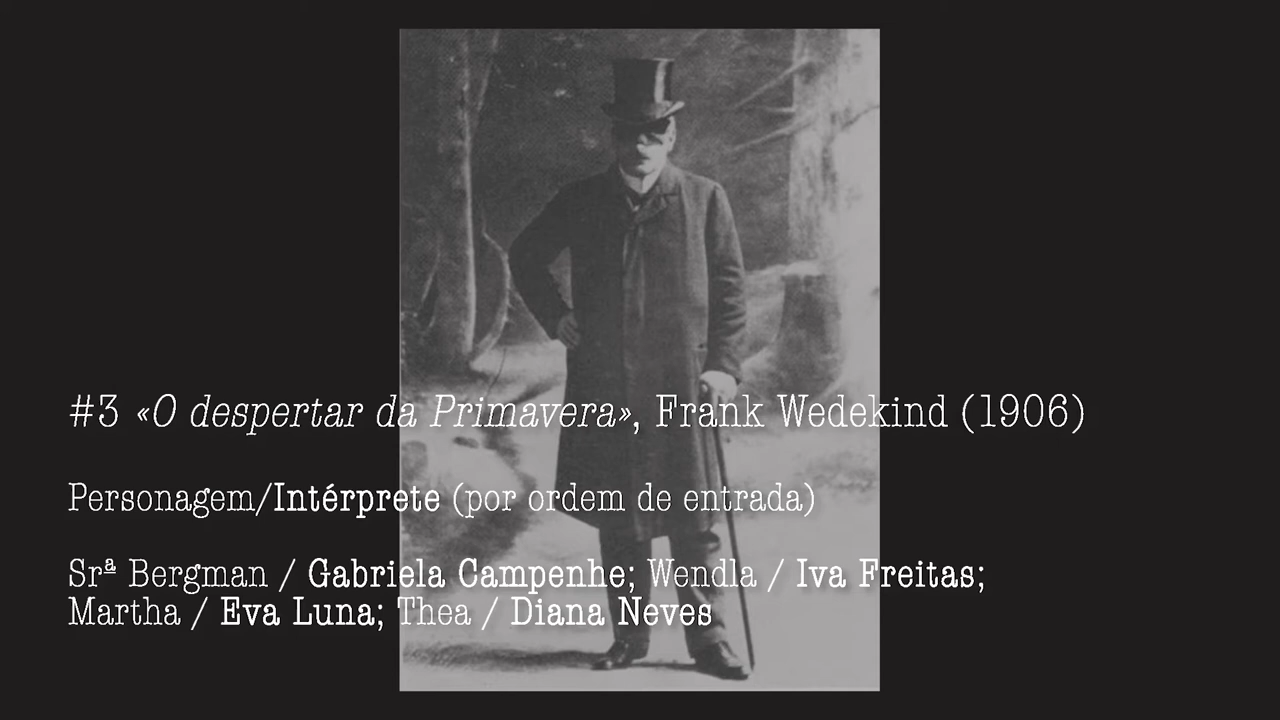 #3 «O despertar da Primavera», Frank Wedekind (1906)
Personagem/Intérprete (por ordem de entrada)
Srª Bergman / Gabriela Campenhe; Wendla / Iva Freitas;
Martha / Eva Luna; Thea / Diana Neves